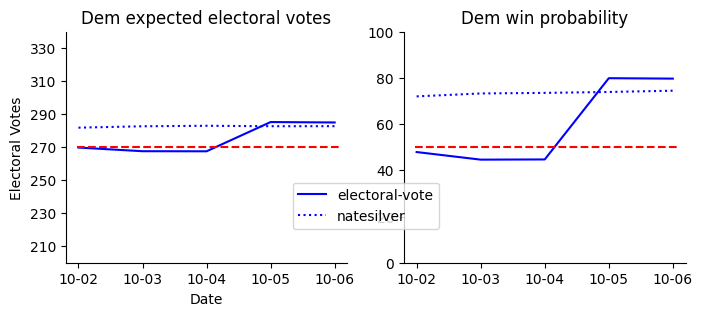 Dem expected electoral votes
330
310
290
270
250
230
210
Electoral Votes
10-02 10-03 10-04 10-05 10-06
Date
Dem win probability
100
80
60
40
0
10-02 10-03 10-04 10-05 10-06
electoral-vote
natesilver